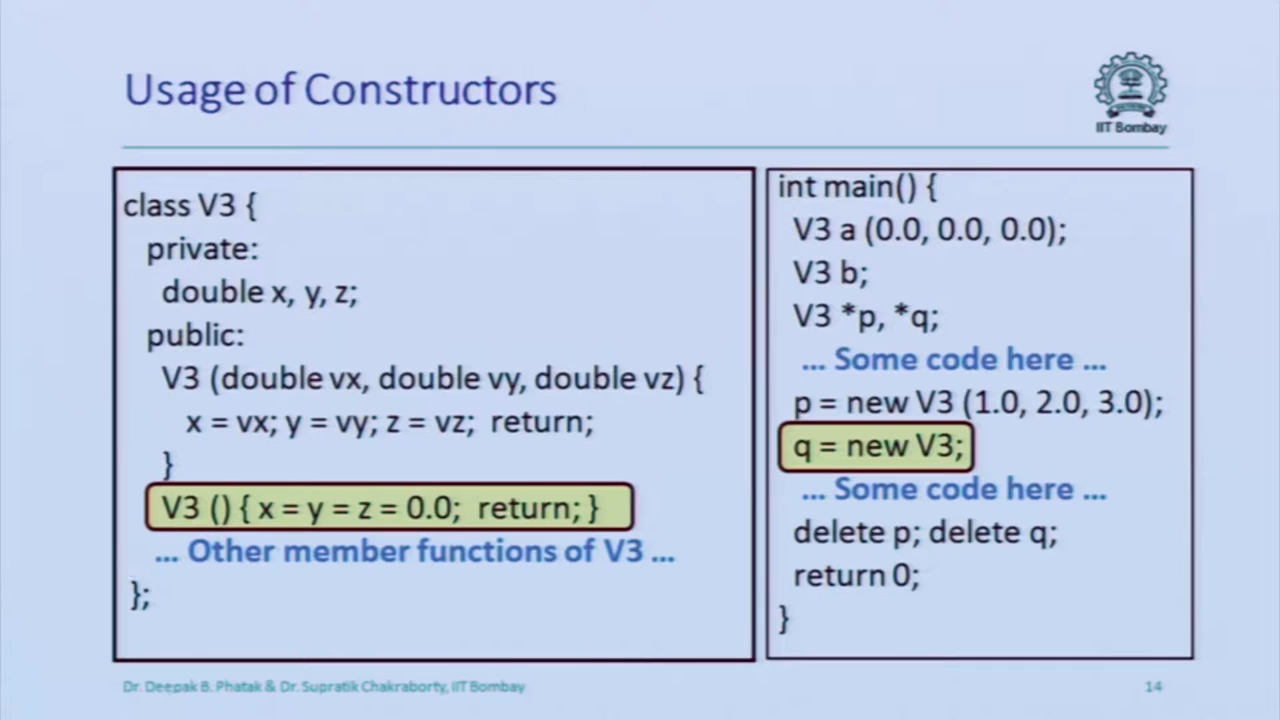 Usage of Constructors
IIT Bombay
class V3 {
private:
double x, y, z;
public:
V3 (double vx, double vy, double vz) {
x = vx; y = vy; z = vz; return;
}
V3 () { x = y = z = 0.0; return; }
... Other member functions of V3 ...
};
int main() {
V3 a (0.0, 0.0, 0.0);
V3 b;
V3 *p, *q;
... Some code here ...
p = new V3 (1.0, 2.0, 3.0);
q = new V3;
... Some code here ...
delete p; delete q;
return 0;
}
Dr. Deepak B. Phatak & Dr. Supratik Chakraborty, IIT Bombay
14